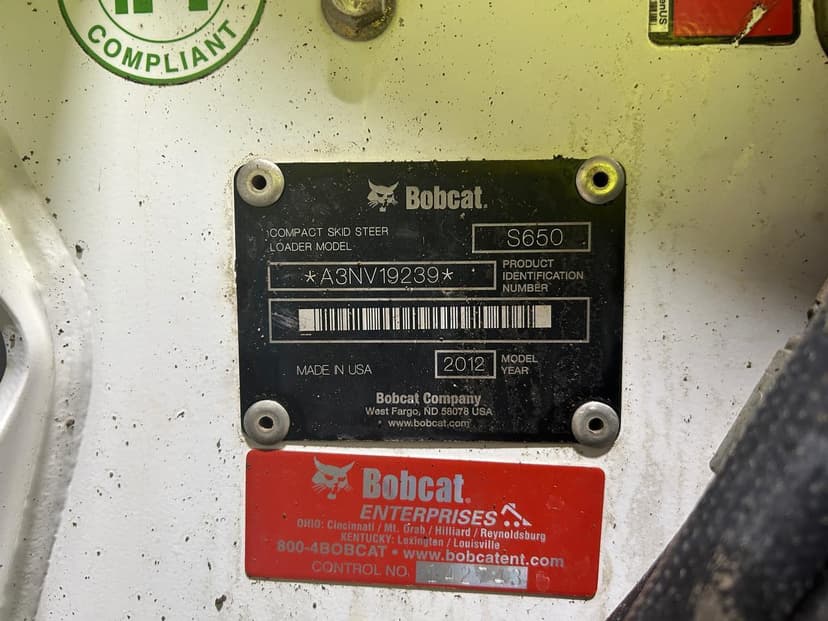 COMPLIANT
Bobcat.
COMPACT SKID STEER
LOADER MODEL
S650
*A3NV19239*
PRODUCT
IDENTIFICATION
NUMBER
MADE IN USA
2012
MODEL
YEAR
Bobcat Company
West Fargo, ND 58078 USA
www.bobcat.com
Bobcat.
ENTERPRISES
OHIO: Cincinnati / Mt. Orab / Hilliard / Reynoldsburg
KENTUCKY: Lexington / Louisville
800-4BOBCAT • www.bobcatent.com
CONTROL NO.